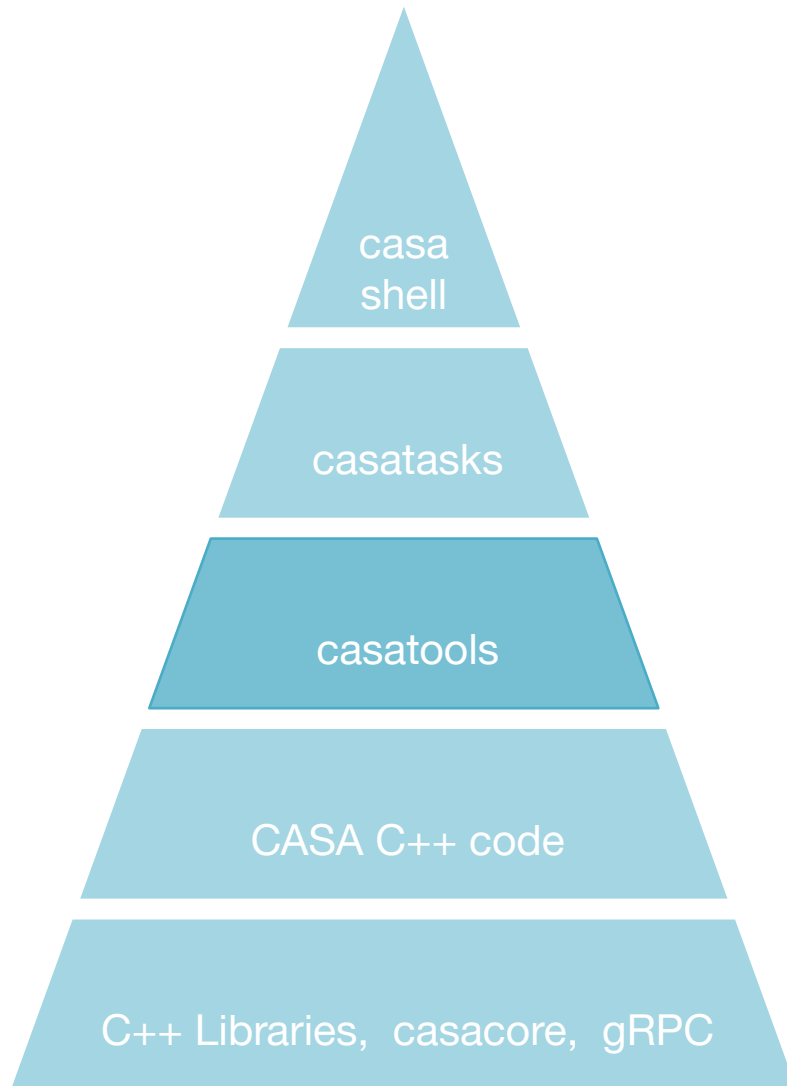 casa
shell
casatasks
casatools
CASA C++ code
C++ Libraries, casacore, gRPC